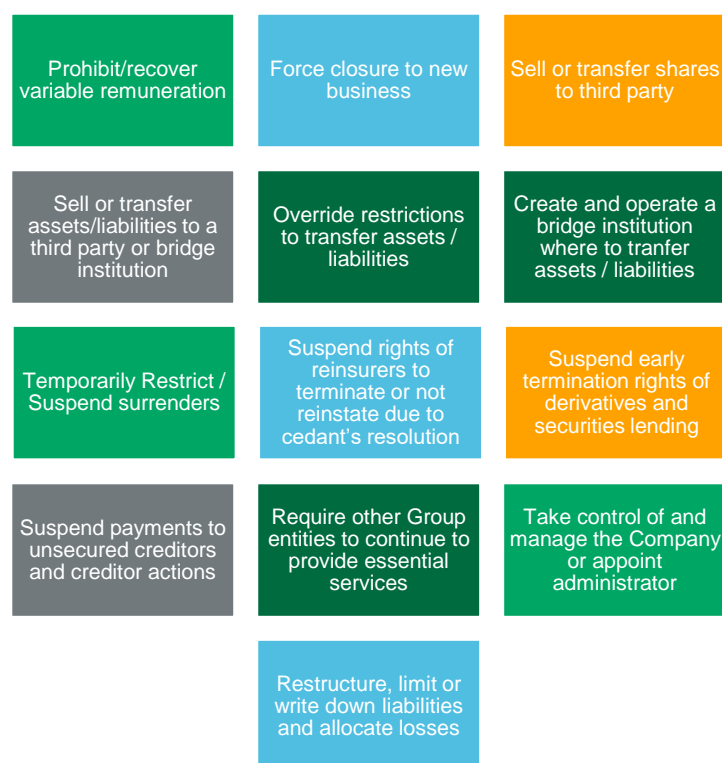 Prohibit/recover
variable remuneration
Force closure to new
business
Sell or transfer shares
to third party
Sell or transfer
assets/liabilities to a
third party or bridge
institution
Override restrictions
to transfer assets /
liabilities
Create and operate a
bridge institution
where to tranfer
assets / liabilities
Temporarily Restrict /
Suspend surrenders
Suspend rights of
reinsurers to
terminate or not
reinstate due to
cedant's resolution
Suspend early
termination rights of
derivatives and
securities lending
Suspend payments to
unsecured creditors
and creditor actions
Require other Group
entities to continue to
provide essential
services
Take control of and
manage the Company
or appoint
administrator
Restructure, limit or
write down liabilities
and allocate losses